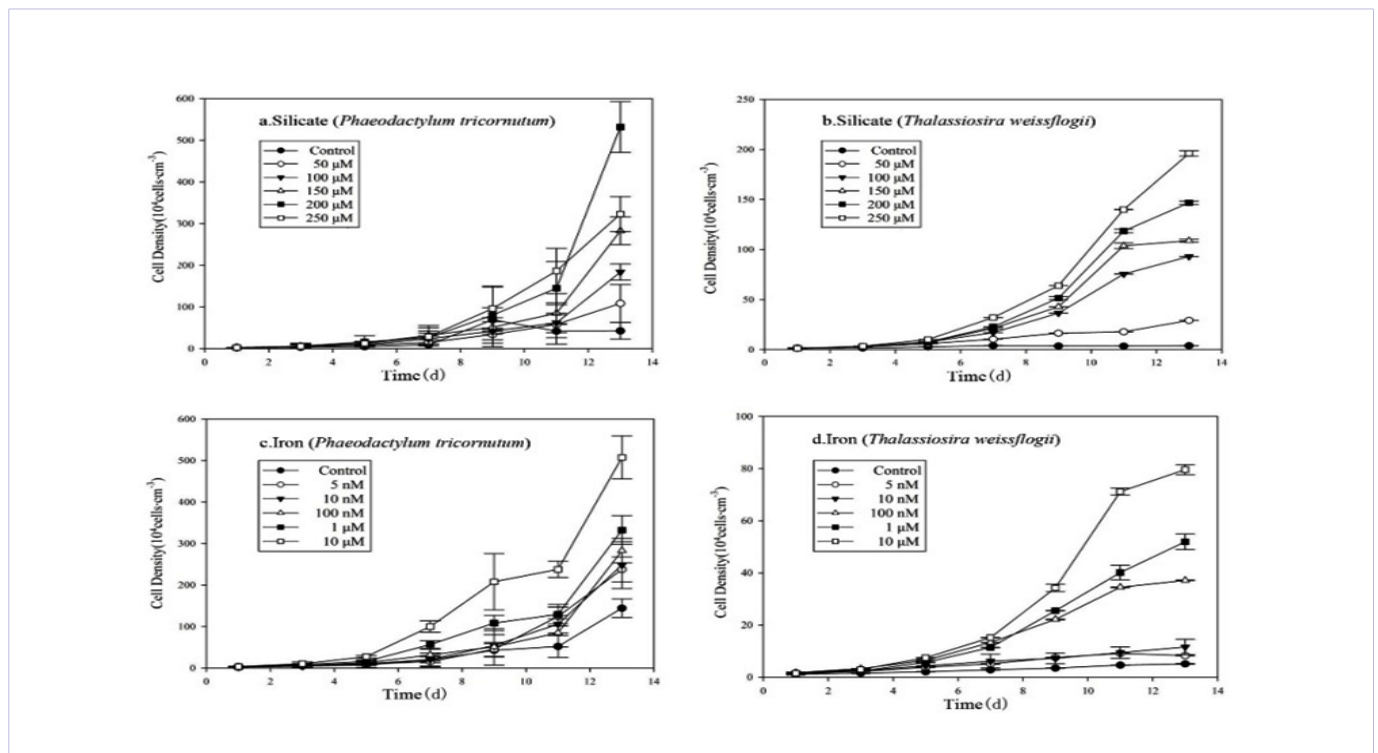 a.Silicate (Phaeodactylum tricornutum)
Control
50 μM
100 μM
150 μM
200 μM
250 μM
Cell Density(10⁴cells·cm⁻³)
600
500
400
300
200
100
0
0 2 4 6 8 10 12 14
Time(d)
b.Silicate (Thalassiosira weissflogii)
Control
50 μM
100 μM
150 μM
200 μM
250 μM
Cell Density(10⁴cells·cm⁻³)
250
200
150
100
50
0
0 2 4 6 8 10 12 14
Time(d)
c.Iron (Phaeodactylum tricornutum)
Control
5 nM
10 nM
100 nM
1 μM
10 μM
Cell Density(10⁴cells·cm⁻³)
600
500
400
300
200
100
0
0 2 4 6 8 10 12 14
Time(d)
d.Iron (Thalassiosira weissflogii)
Control
5 nM
10 nM
100 nM
1 μM
10 μM
Cell Density(10⁴cells·cm⁻³)
100
80
60
40
20
0
0 2 4 6 8 10 12 14
Time(d)